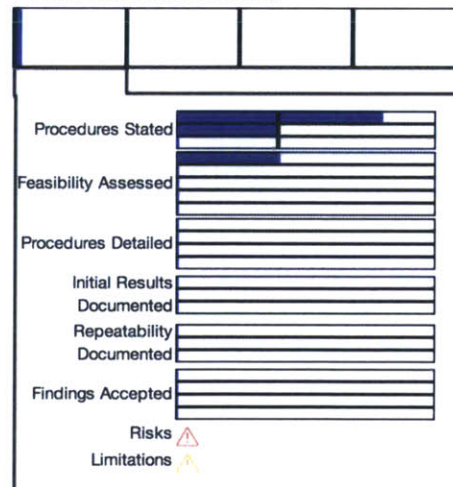 Procedures Stated
Feasibility Assessed
Procedures Detailed
Initial Results
Documented
Repeatability
Documented
Findings Accepted
Risks
Limitations